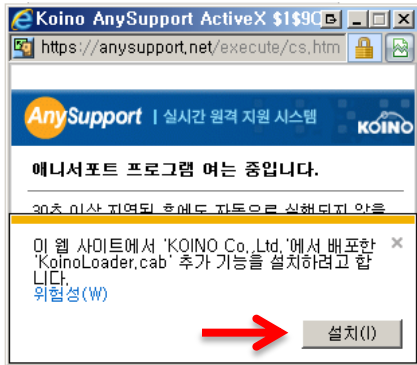 Koino AnySupport ActiveX $1$9C
https://anysupport.net/execute/cs.htm
AnySupport | 실시간 원격 지원 시스템
KOINO
애니서포트 프로그램 여는 중입니다.
30초 이상 지연된 후에도 자동으로 실행되지 않을
이 웹 사이트에서 'KOINO Co., Ltd.'에서 배포한
'KoinoLoader.cab' 추가 기능을 설치하려고 합
니다.
위험성(W)
설치(I)